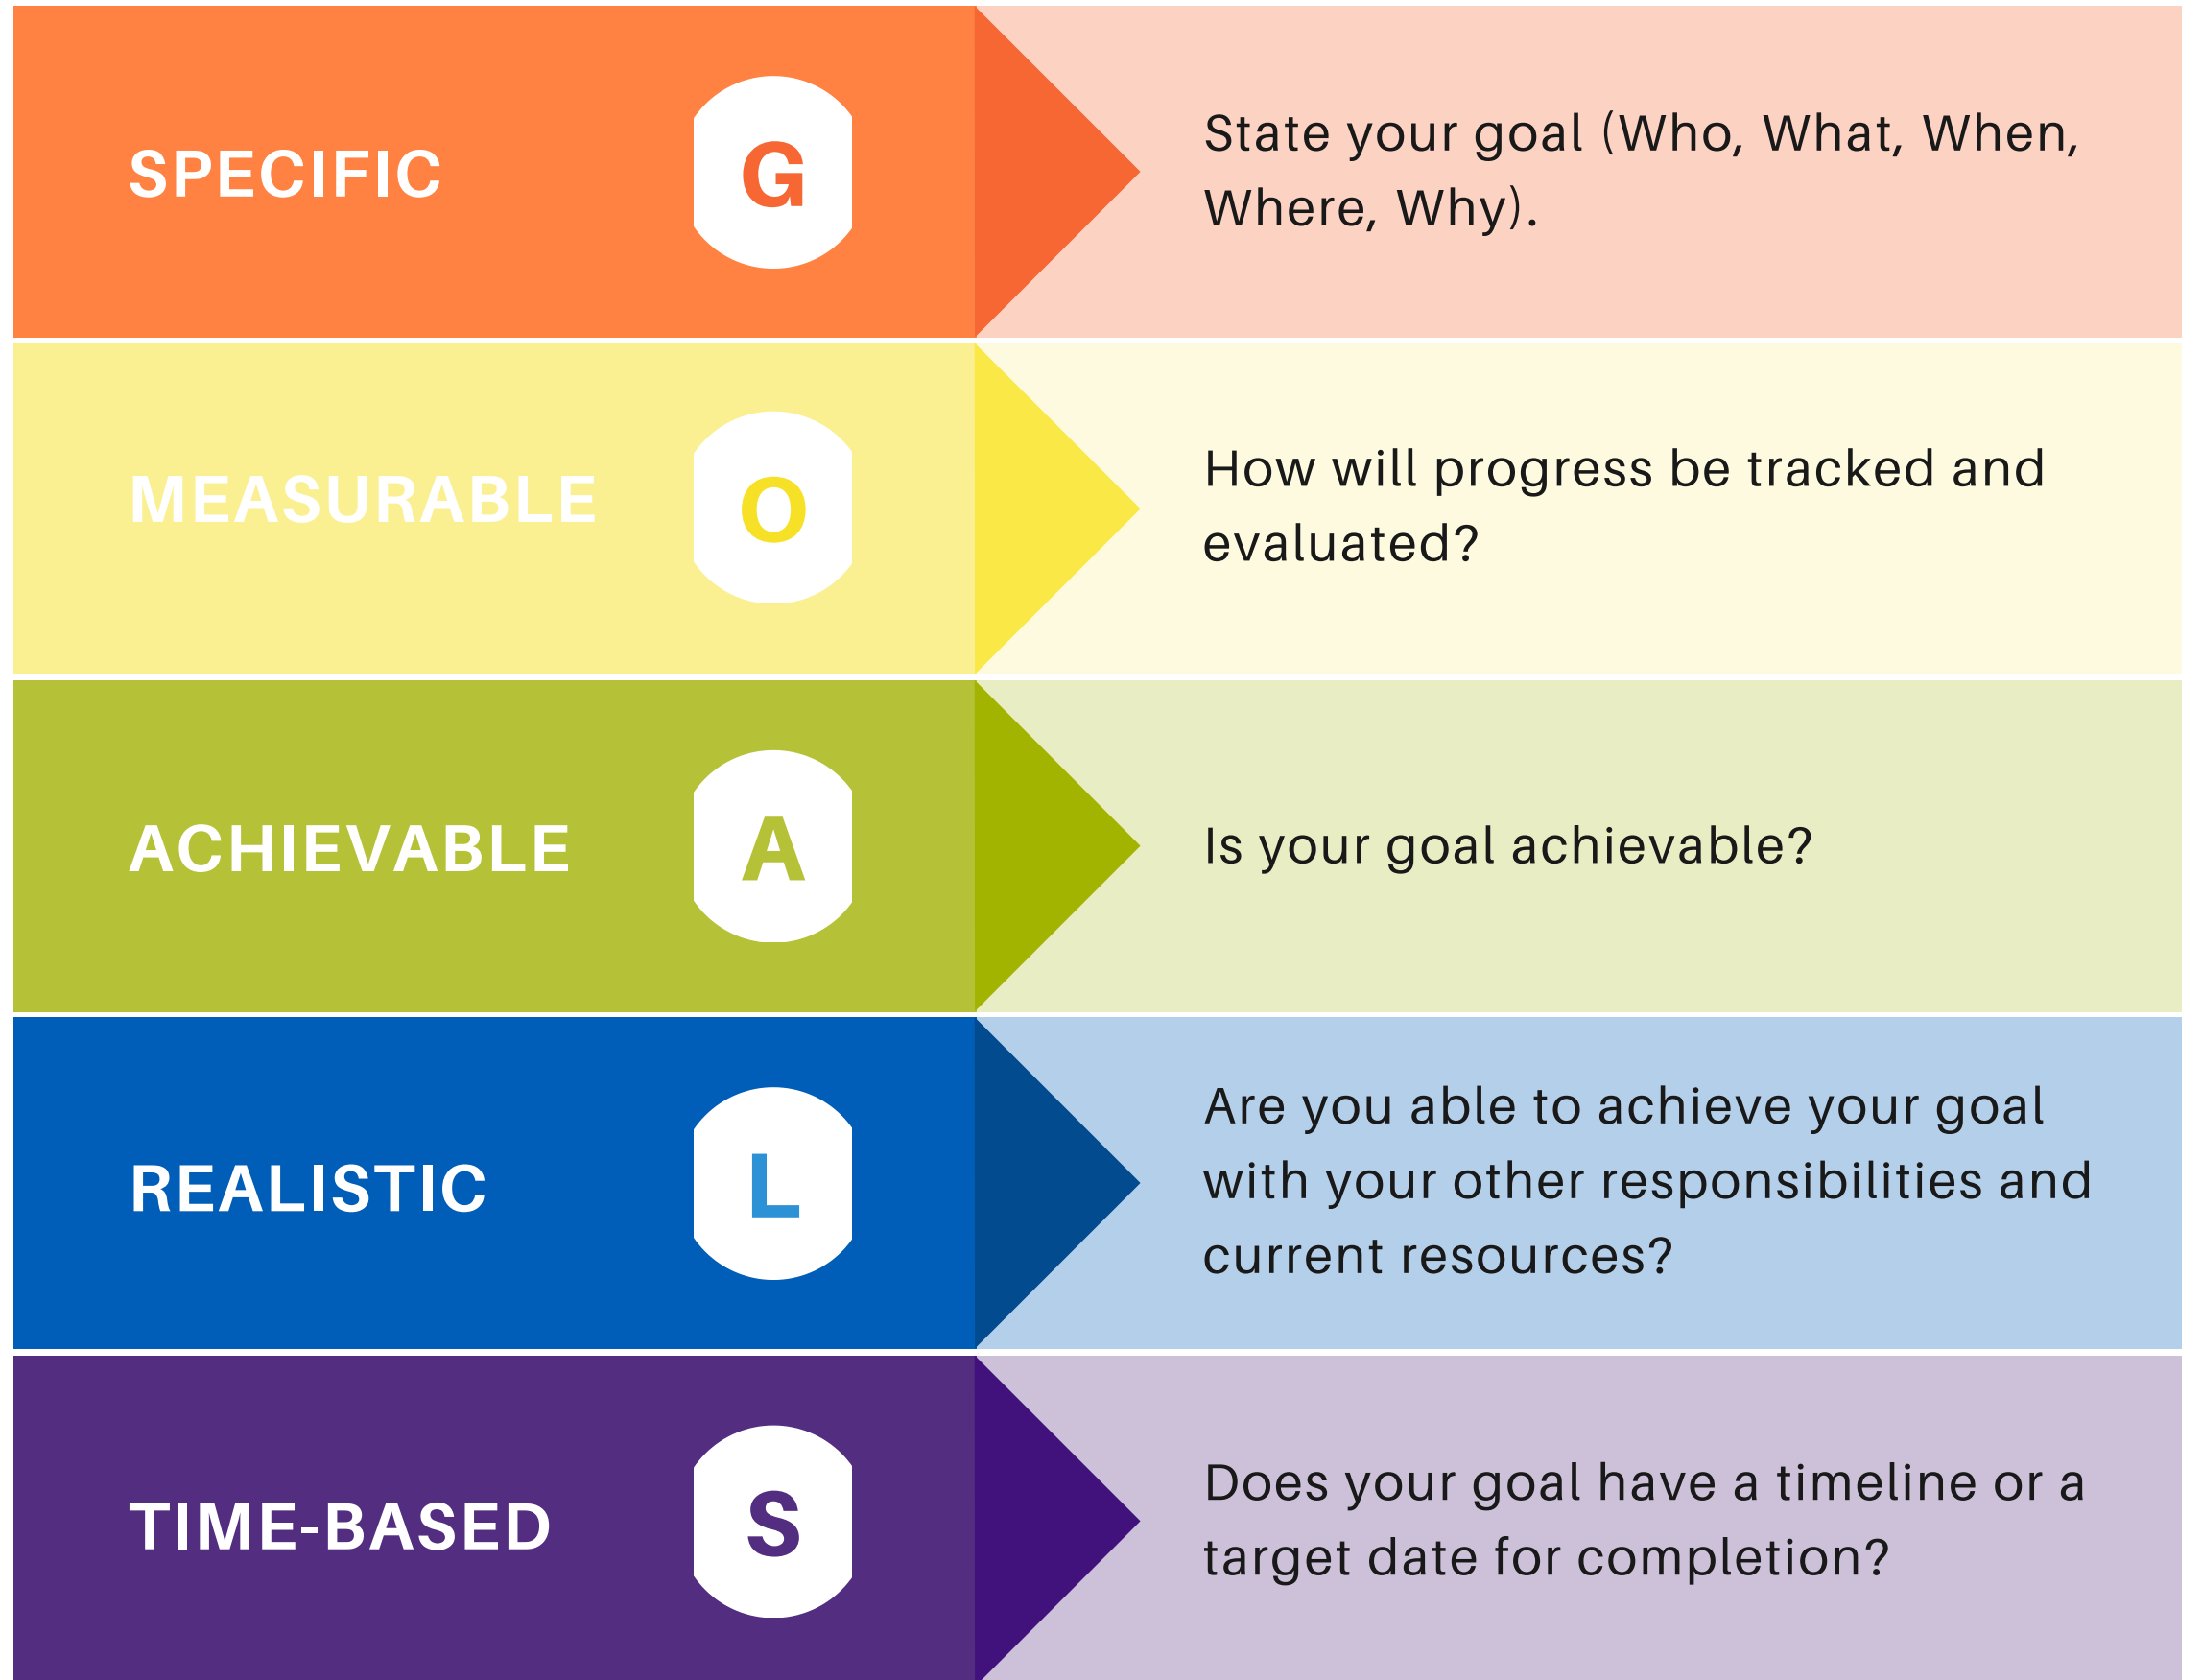 SPECIFIC
G
State your goal (Who, What, When,
Where, Why).
MEASURABLE
O
How will progress be tracked and
evaluated?
ACHIEVABLE
A
Is your goal achievable?
REALISTIC
L
Are you able to achieve your goal
with your other responsibilities and
current resources?
TIME-BASED
S
Does your goal have a timeline or a
target date for completion?